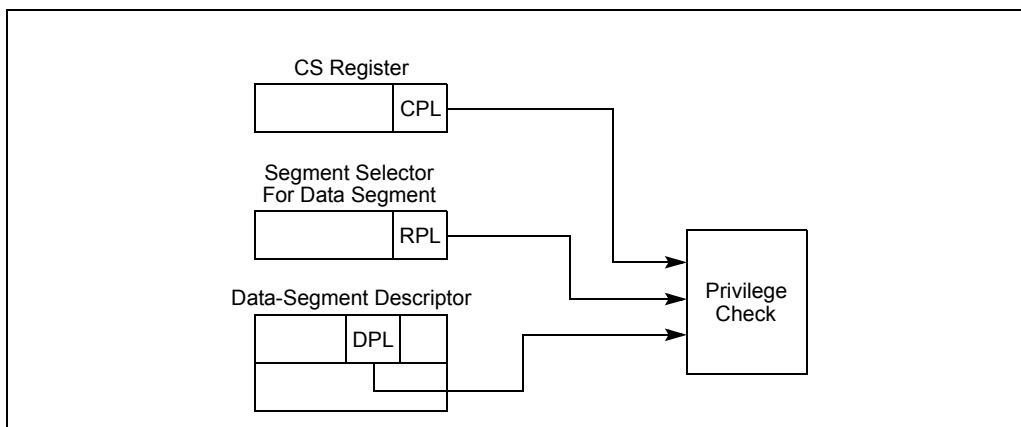 CS Register
CPL
Segment Selector
For Data Segment
RPL
Data-Segment Descriptor
DPL
Privilege
Check